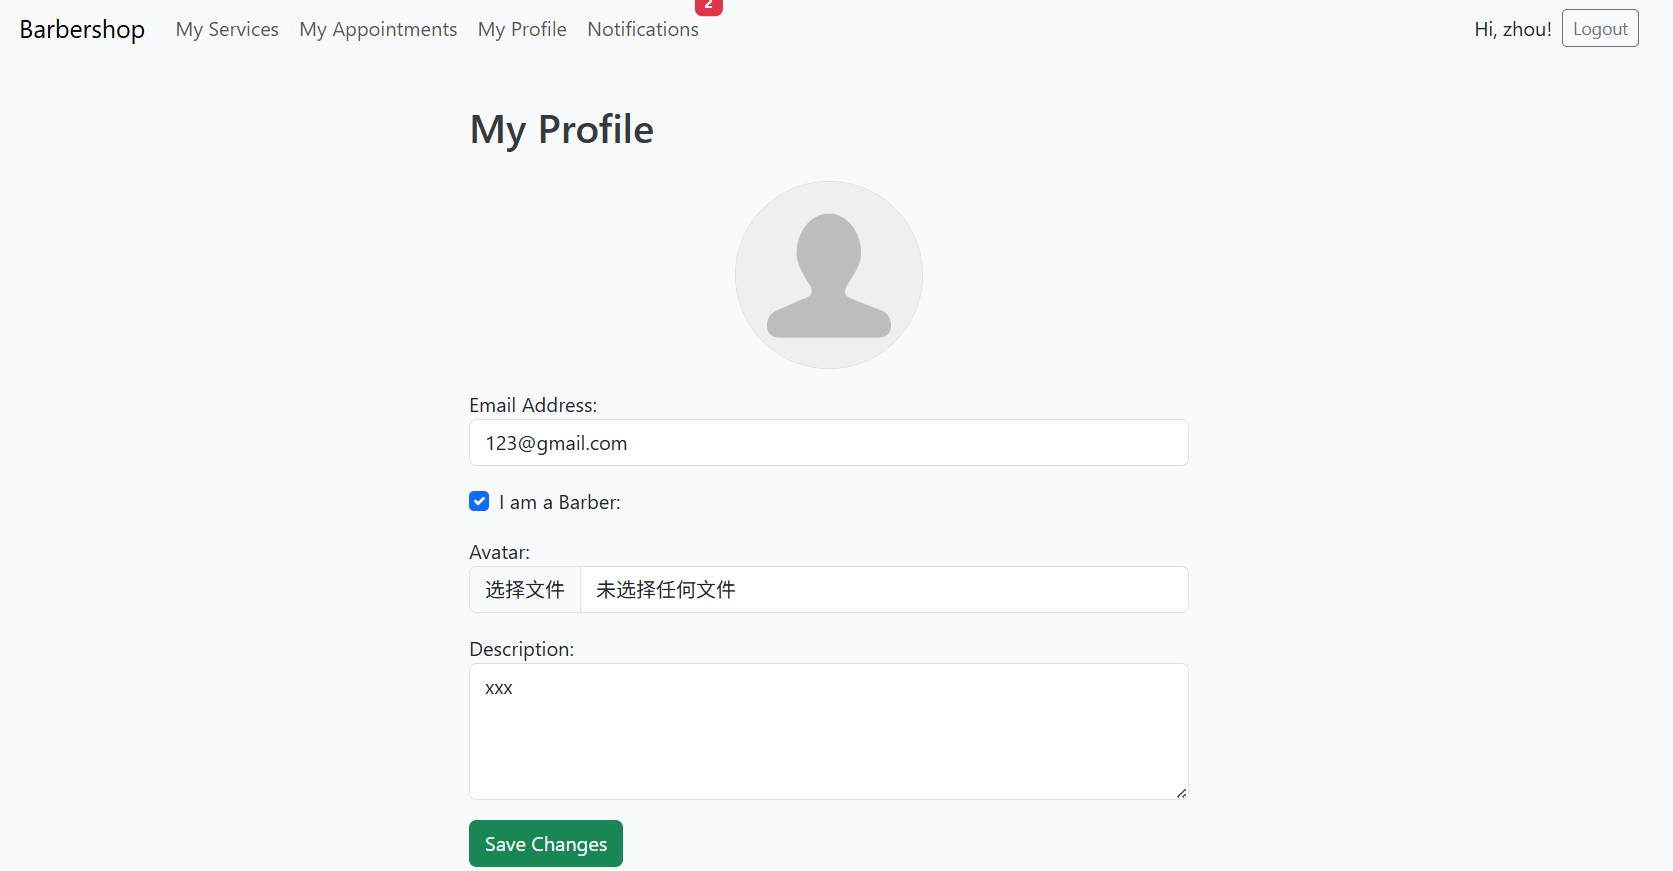 Barbershop My Services My Appointments My Profile Notifications 2 Hi, zhou! Logout
My Profile
Email Address:
123@gmail.com
I am a Barber:
Avatar:
选择文件 未选择任何文件
Description:
xxx
Save Changes